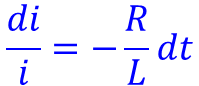 di/i = − R/L dt